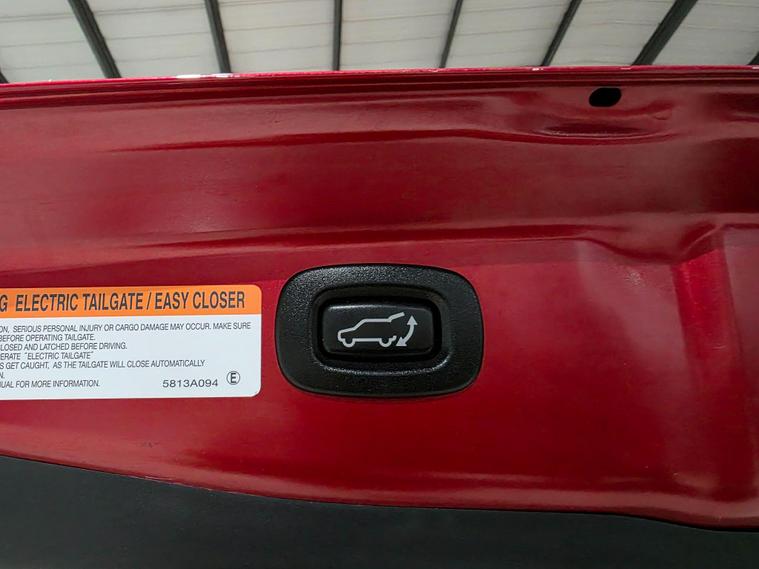 G ELECTRIC TAILGATE / EASY CLOSER
ON, SERIOUS PERSONAL INJURY OR CARGO DAMAGE MAY OCCUR. MAKE SURE
BEFORE OPERATING TAILGATE.
CLOSED AND LATCHED BEFORE DRIVING.
ERATE "ELECTRIC TAILGATE"
S GET CAUGHT, AS THE TAILGATE WILL CLOSE AUTOMATICALLY
N.
UAL FOR MORE INFORMATION. 5813A094 E